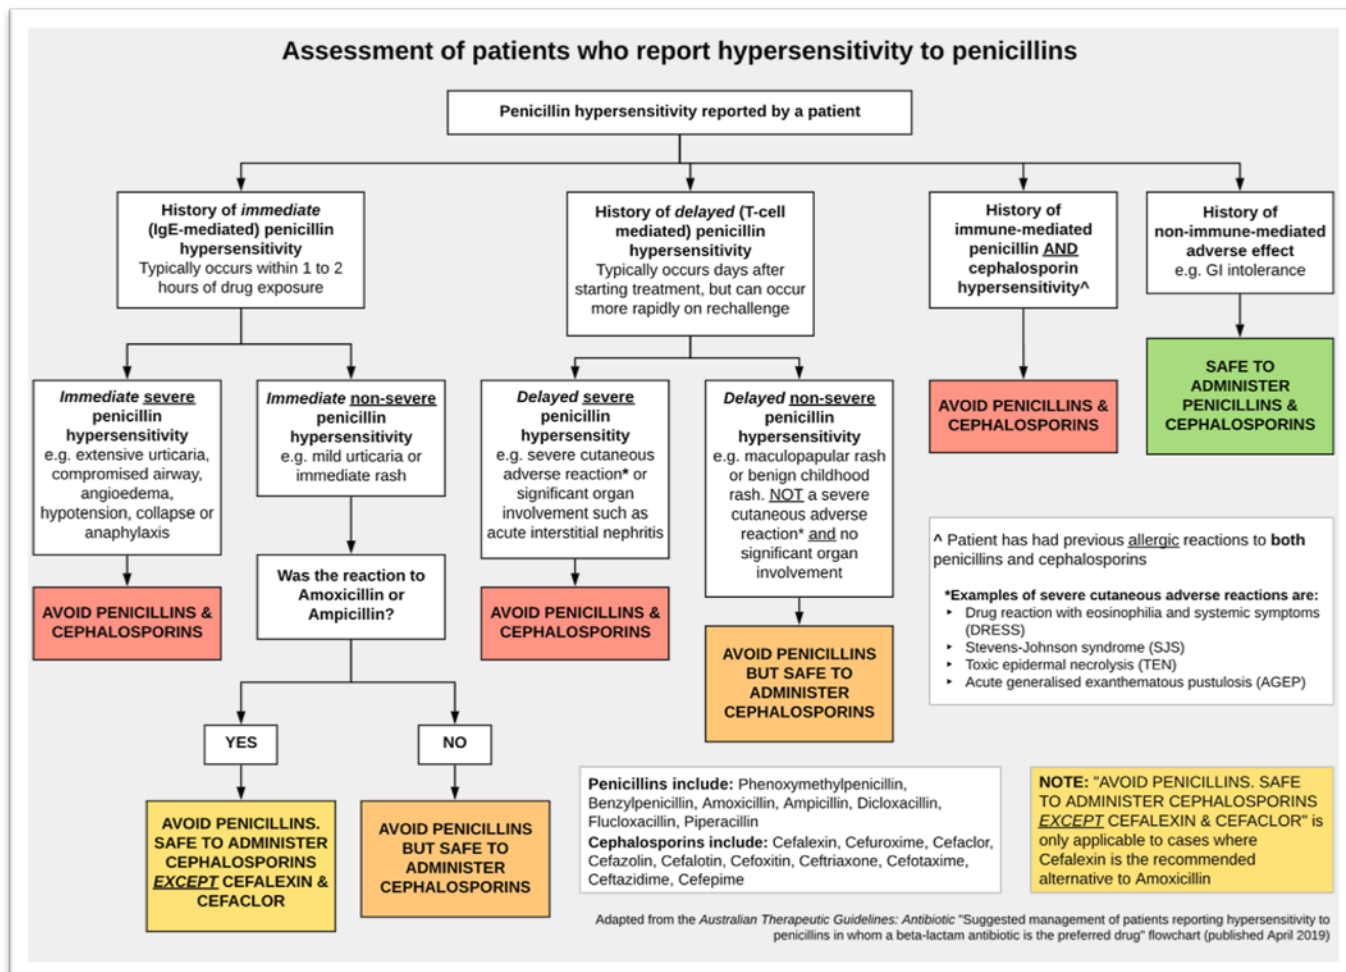 Assessment of patients who report hypersensitivity to penicillins
Penicillin hypersensitivity reported by a patient
History of immediate
(IgE-mediated) penicillin
hypersensitivity
Typically occurs within 1 to 2
hours of drug exposure
History of delayed (T-cell
mediated) penicillin
hypersensitivity
Typically occurs days after
starting treatment, but can occur
more rapidly on rechallenge
History of
immune-mediated
penicillin AND
cephalosporin
hypersensitivity^
History of
non-immune-mediated
adverse effect
e.g. GI intolerance
Immediate severe
penicillin
hypersensitivity
e.g. extensive urticaria,
compromised airway,
angioedema,
hypotension, collapse or
anaphylaxis
Immediate non-severe
penicillin
hypersensitivity
e.g. mild urticaria or
immediate rash
Delayed severe
penicillin
hypersensitity
e.g. severe cutaneous
adverse reaction* or
significant organ
involvement such as
acute interstitial nephritis
Delayed non-severe
penicillin
hypersensitivity
e.g. maculopapular rash
or benign childhood
rash. NOT a severe
cutaneous adverse
reaction* and no
significant organ
involvement
AVOID PENICILLINS &
CEPHALOSPORINS
SAFE TO
ADMINISTER
PENICILLINS &
CEPHALOSPORINS
AVOID PENICILLINS &
CEPHALOSPORINS
Was the reaction to
Amoxicillin or
Ampicillin?
AVOID PENICILLINS &
CEPHALOSPORINS
AVOID PENICILLINS
BUT SAFE TO
ADMINISTER
CEPHALOSPORINS
^ Patient has had previous allergic reactions to both
penicillins and cephalosporins
*Examples of severe cutaneous adverse reactions are:
‣ Drug reaction with eosinophilia and systemic symptoms
(DRESS)
‣ Stevens-Johnson syndrome (SJS)
‣ Toxic epidermal necrolysis (TEN)
‣ Acute generalised exanthematous pustulosis (AGEP)
YES
NO
AVOID PENICILLINS.
SAFE TO ADMINISTER
CEPHALOSPORINS
EXCEPT CEFALEXIN &
CEFACLOR
AVOID PENICILLINS
BUT SAFE TO
ADMINISTER
CEPHALOSPORINS
Penicillins include: Phenoxymethylpenicillin,
Benzylpenicillin, Amoxicillin, Ampicillin, Dicloxacillin,
Flucloxacillin, Piperacillin
Cephalosporins include: Cefalexin, Cefuroxime, Cefaclor,
Cefazolin, Cefalotin, Cefoxitin, Ceftriaxone, Cefotaxime,
Ceftazidime, Cefepime
NOTE: "AVOID PENICILLINS. SAFE
TO ADMINISTER CEPHALOSPORINS
EXCEPT CEFALEXIN & CEFACLOR" is
only applicable to cases where
Cefalexin is the recommended
alternative to Amoxicillin
Adapted from the Australian Therapeutic Guidelines: Antibiotic "Suggested management of patients reporting hypersensitivity to
penicillins in whom a beta-lactam antibiotic is the preferred drug" flowchart (published April 2019)